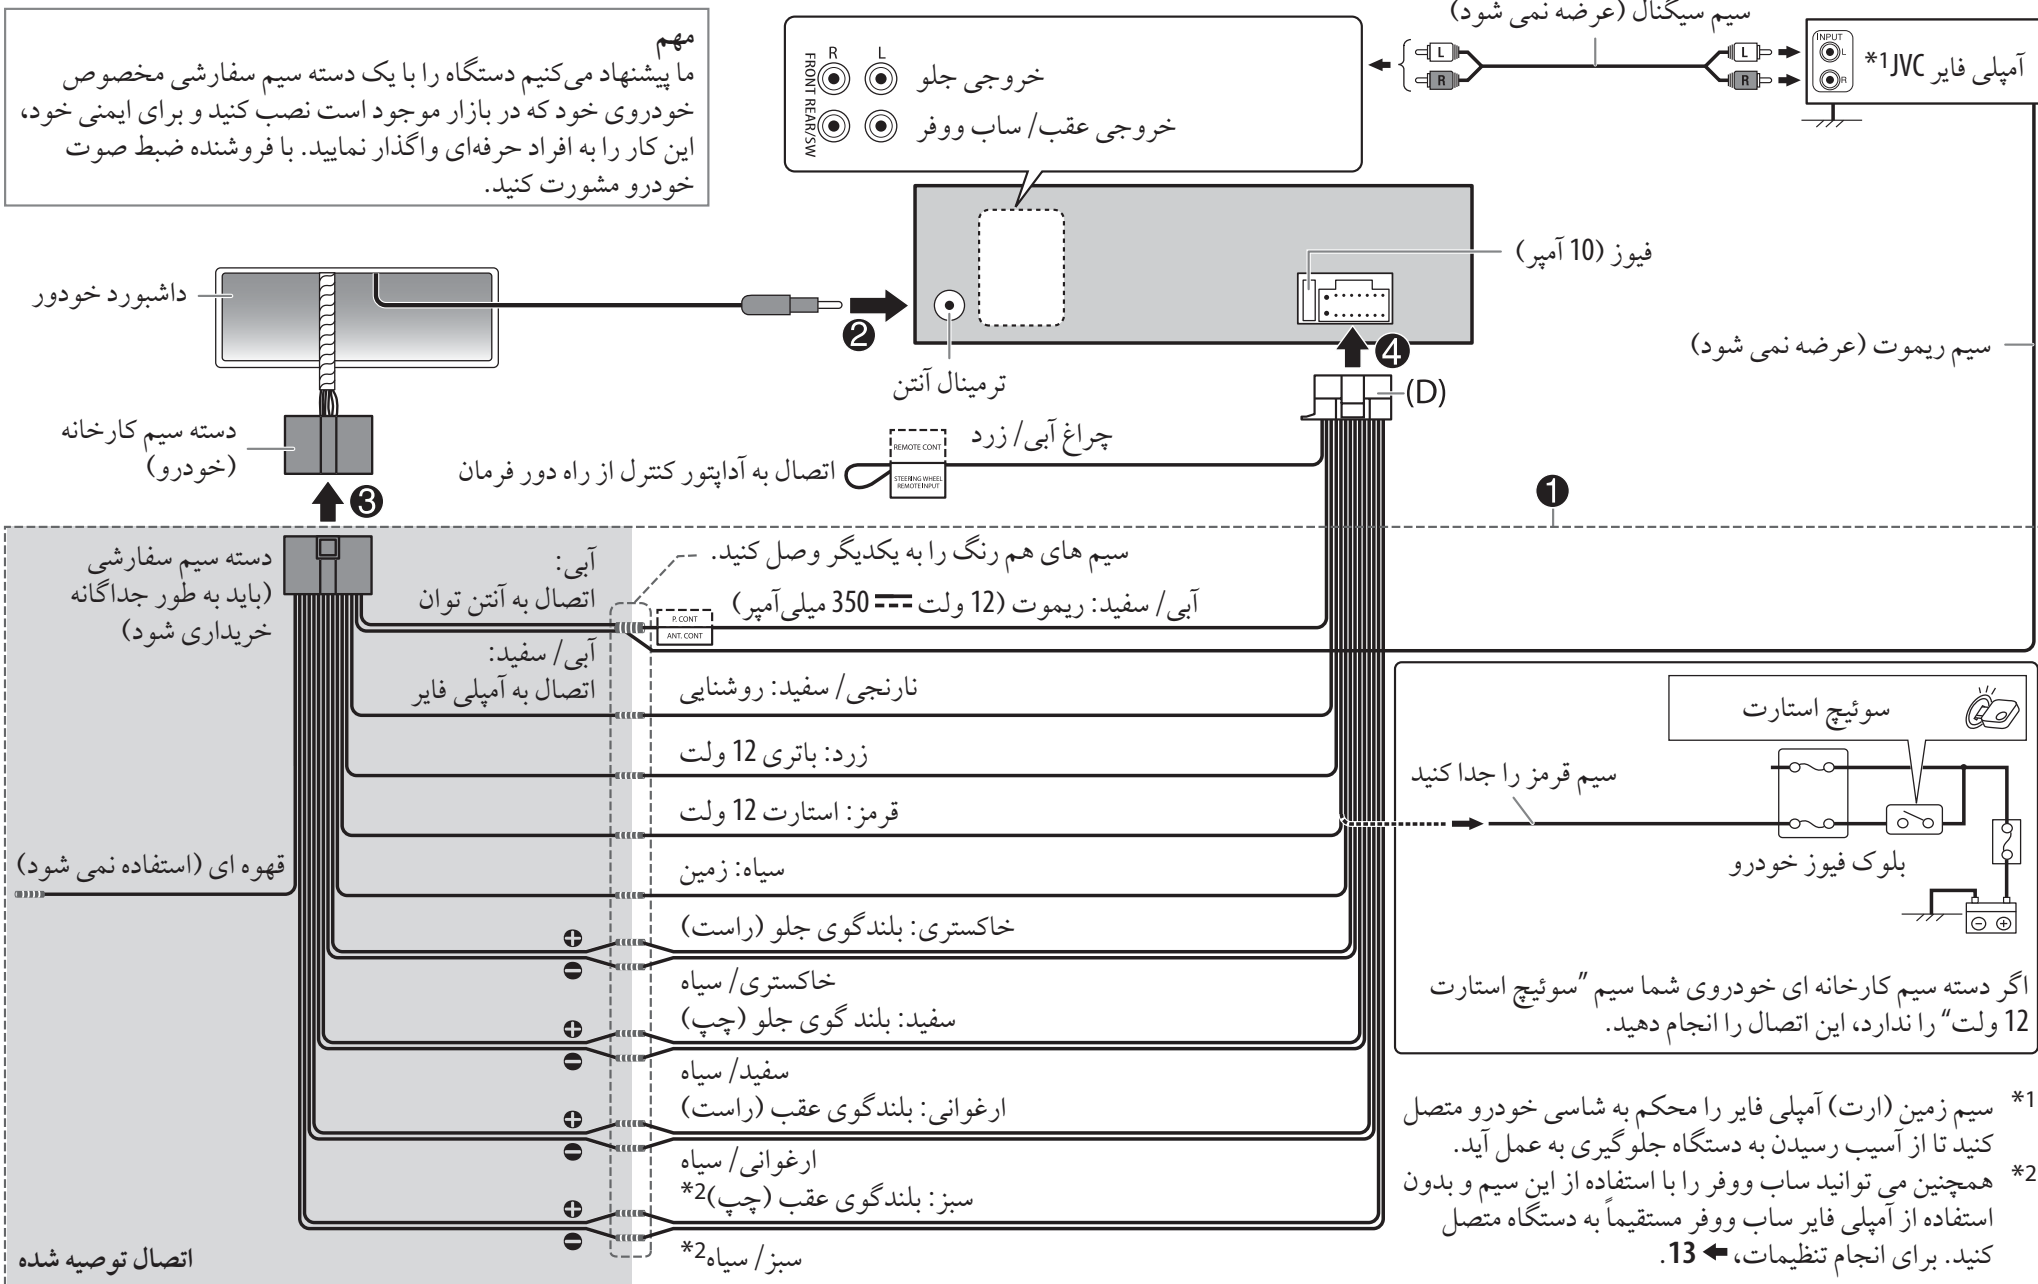 مهم
ما پیشنهاد می‌کنیم دستگاه را با یک دسته سیم سفارشی مخصوص
خودروی خود که در بازار موجود است نصب کنید و برای ایمنی خود،
این کار را به افراد حرفه‌ای واگذار نمایید. با فروشنده ضبط صوت
خودرو مشورت کنید.
R L
FRONT REAR/SW
خروجی جلو
خروجی عقب/ ساب ووفر
سیم سیگنال (عرضه نمی شود)
L
R
L
R
INPUT
L
R
آمپلی فایر JVC*1
فیوز (10 آمپر)
داشبورد خودور
2
ترمینال آنتن
4
(D)
سیم ریموت (عرضه نمی شود)
دسته سیم کارخانه
(خودرو)
3
چراغ آبی/ زرد
REMOTE CONT
STEERING WHEEL
REMOTE INPUT
اتصال به آداپتور کنترل از راه دور فرمان
1
دسته سیم سفارشی
(باید به طور جداگانه
خریداری شود)
آبی:
اتصال به آنتن توان
آبی/ سفید:
اتصال به آمپلی فایر
سیم های هم رنگ را به یکدیگر وصل کنید.
P. CONT
ANT. CONT
آبی/ سفید: ریموت (12 ولت ⎓ 350 میلی‌آمپر)
نارنجی/ سفید: روشنایی
زرد: باتری 12 ولت
قرمز: استارت 12 ولت
سیاه: زمین
قهوه ای (استفاده نمی شود)
خاکستری: بلندگوی جلو (راست)
خاکستری/ سیاه
سفید: بلند گوی جلو (چپ)
سفید/ سیاه
ارغوانی: بلندگوی عقب (راست)
ارغوانی/ سیاه
سبز: بلندگوی عقب (چپ)*2
سبز/ سیاه*2
اتصال توصیه شده
سوئیچ استارت
سیم قرمز را جدا کنید
بلوک فیوز خودرو
اگر دسته سیم کارخانه ای خودروی شما سیم "سوئیچ استارت
12 ولت" را ندارد، این اتصال را انجام دهید.
*1 سیم زمین (ارت) آمپلی فایر را محکم به شاسی خودرو متصل
کنید تا از آسیب رسیدن به دستگاه جلوگیری به عمل آید.
*2 همچنین می توانید ساب ووفر را با استفاده از این سیم و بدون
استفاده از آمپلی فایر ساب ووفر مستقیماً به دستگاه متصل
کنید. برای انجام تنظیمات، ➜ 13.